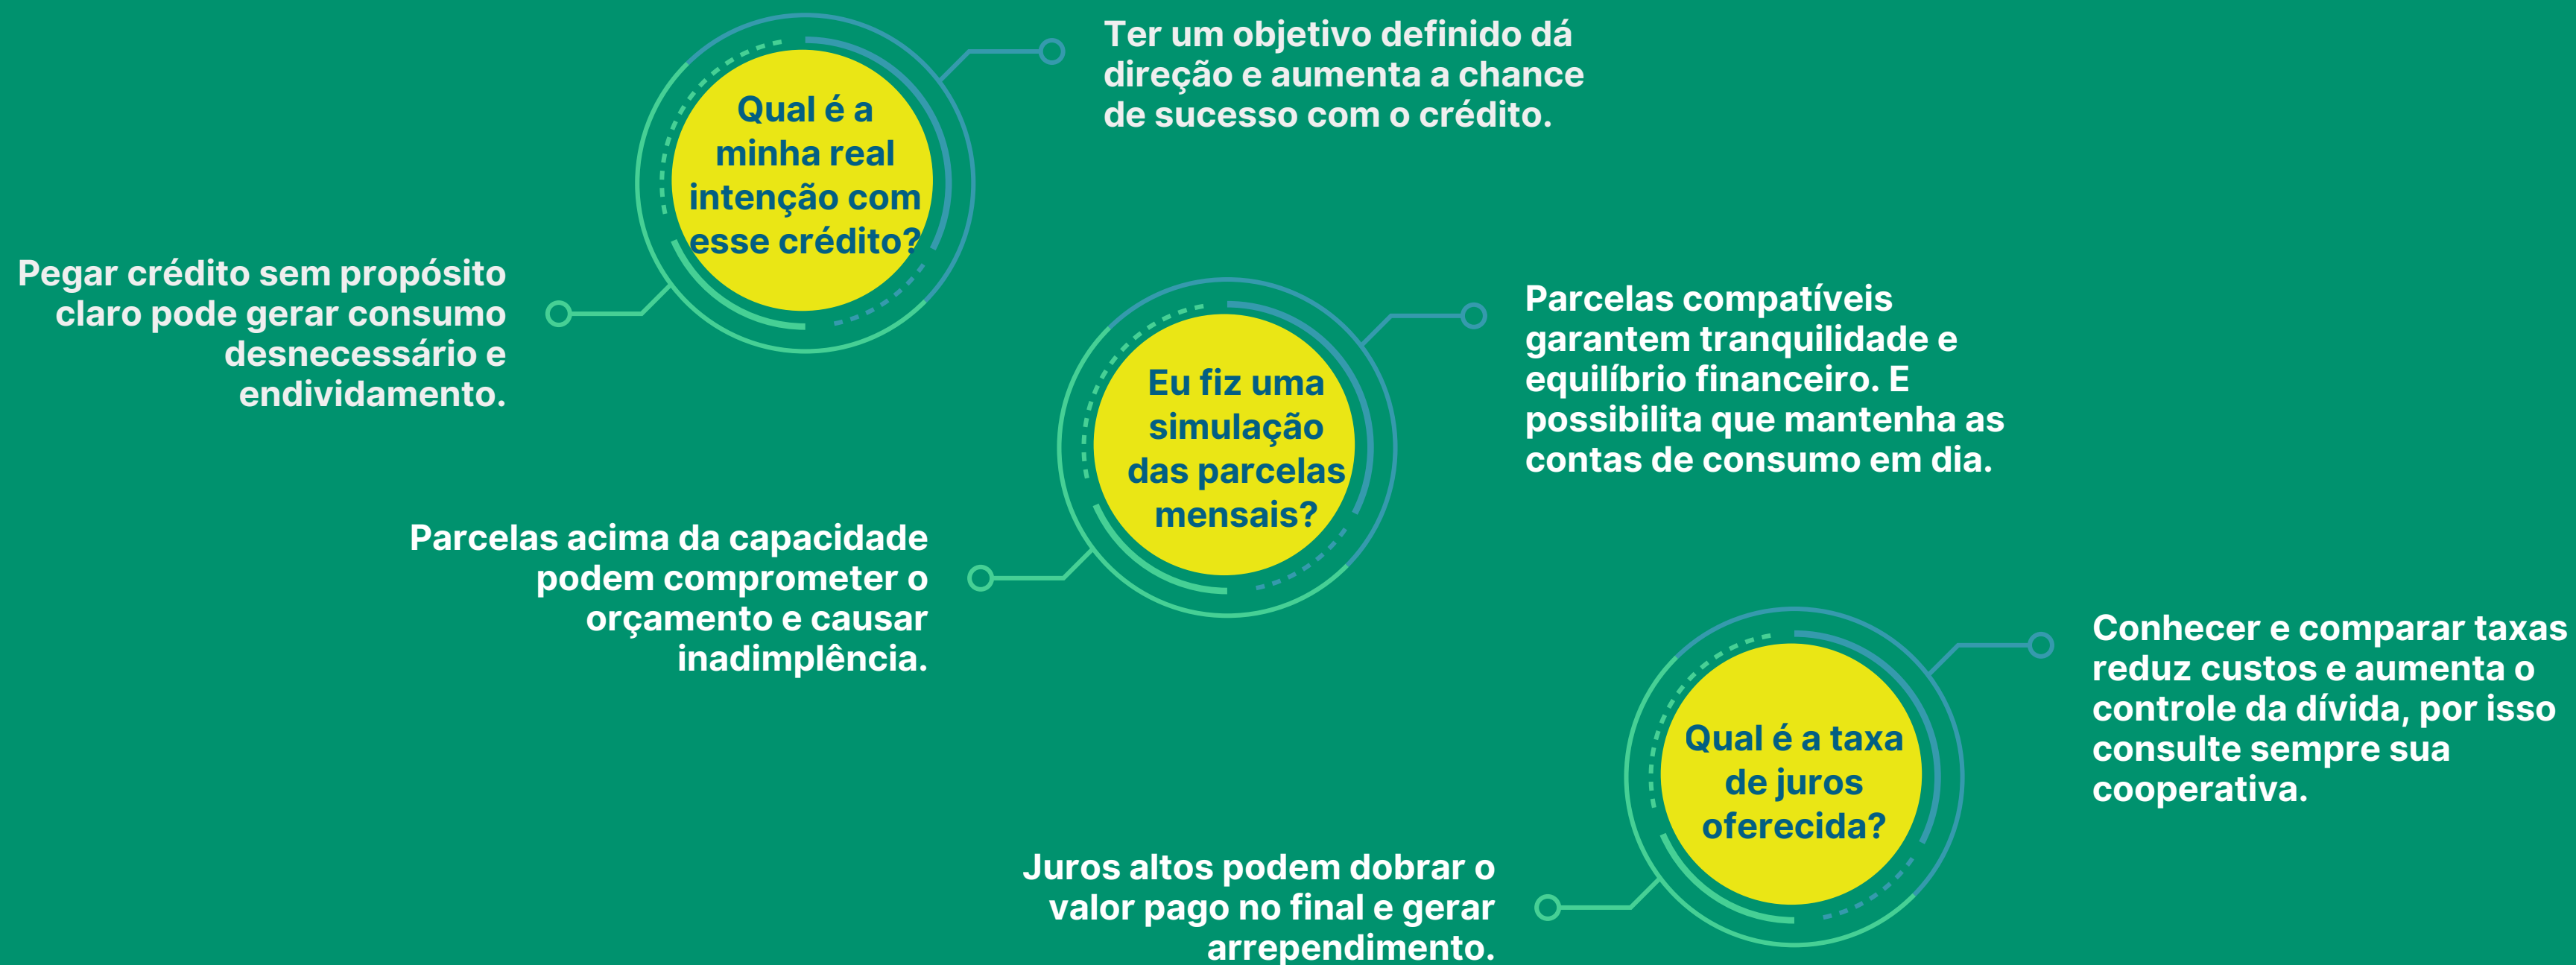 Qual é a
minha real
intenção com
esse crédito?
Ter um objetivo definido dá
direção e aumenta a chance
de sucesso com o crédito.
Pegar crédito sem propósito
claro pode gerar consumo
desnecessário e
endividamento.
Eu fiz uma
simulação
das parcelas
mensais?
Parcelas compatíveis
garantem tranquilidade e
equilíbrio financeiro. E
possibilita que mantenha as
contas de consumo em dia.
Parcelas acima da capacidade
podem comprometer o
orçamento e causar
inadimplência.
Qual é a taxa
de juros
oferecida?
Conhecer e comparar taxas
reduz custos e aumenta o
controle da dívida, por isso
consulte sempre sua
cooperativa.
Juros altos podem dobrar o
valor pago no final e gerar
arrependimento.